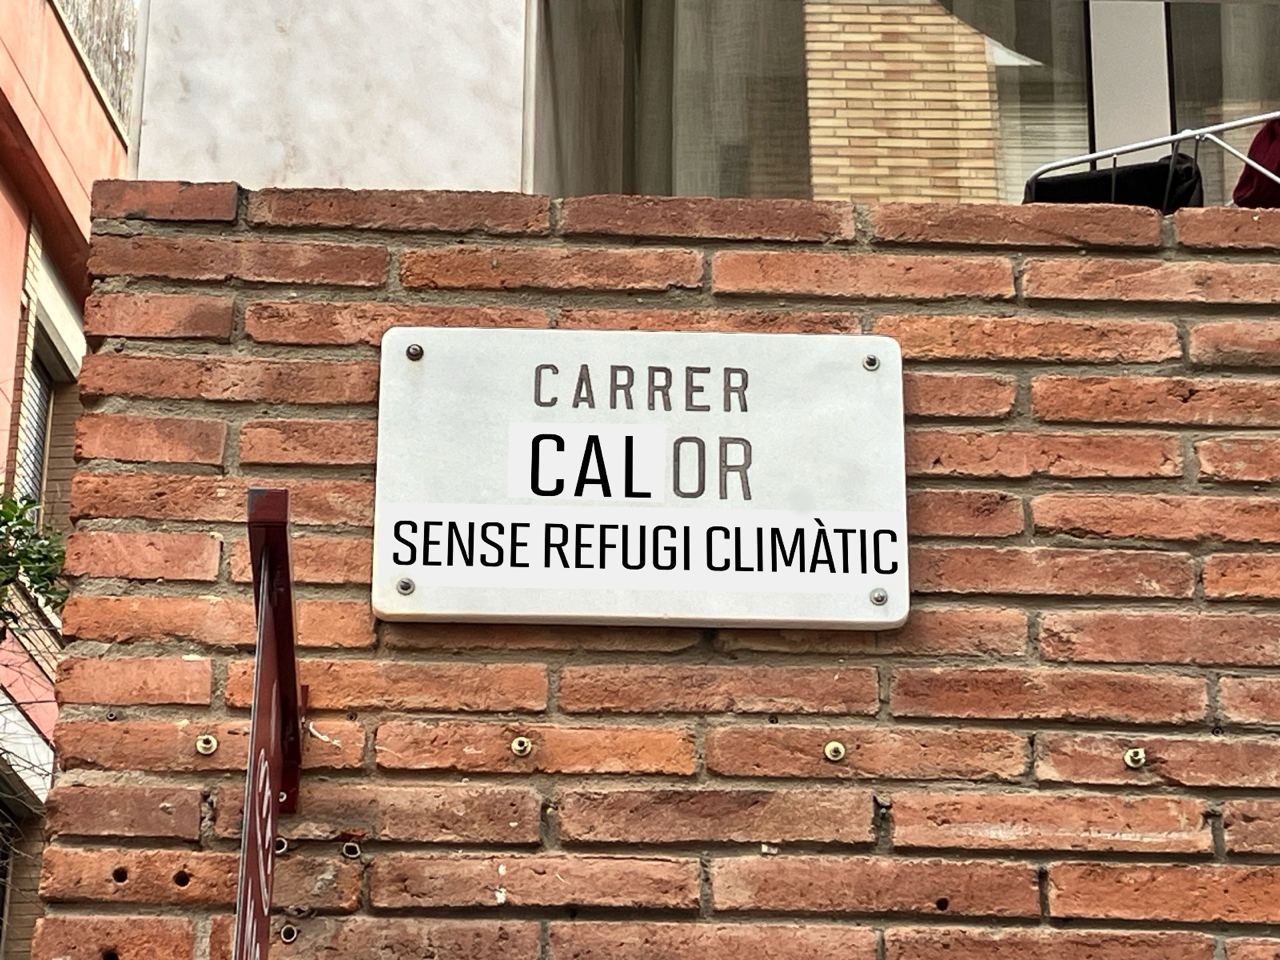 CARRER
CALOR
SENSE REFUGI CLIMÀTIC